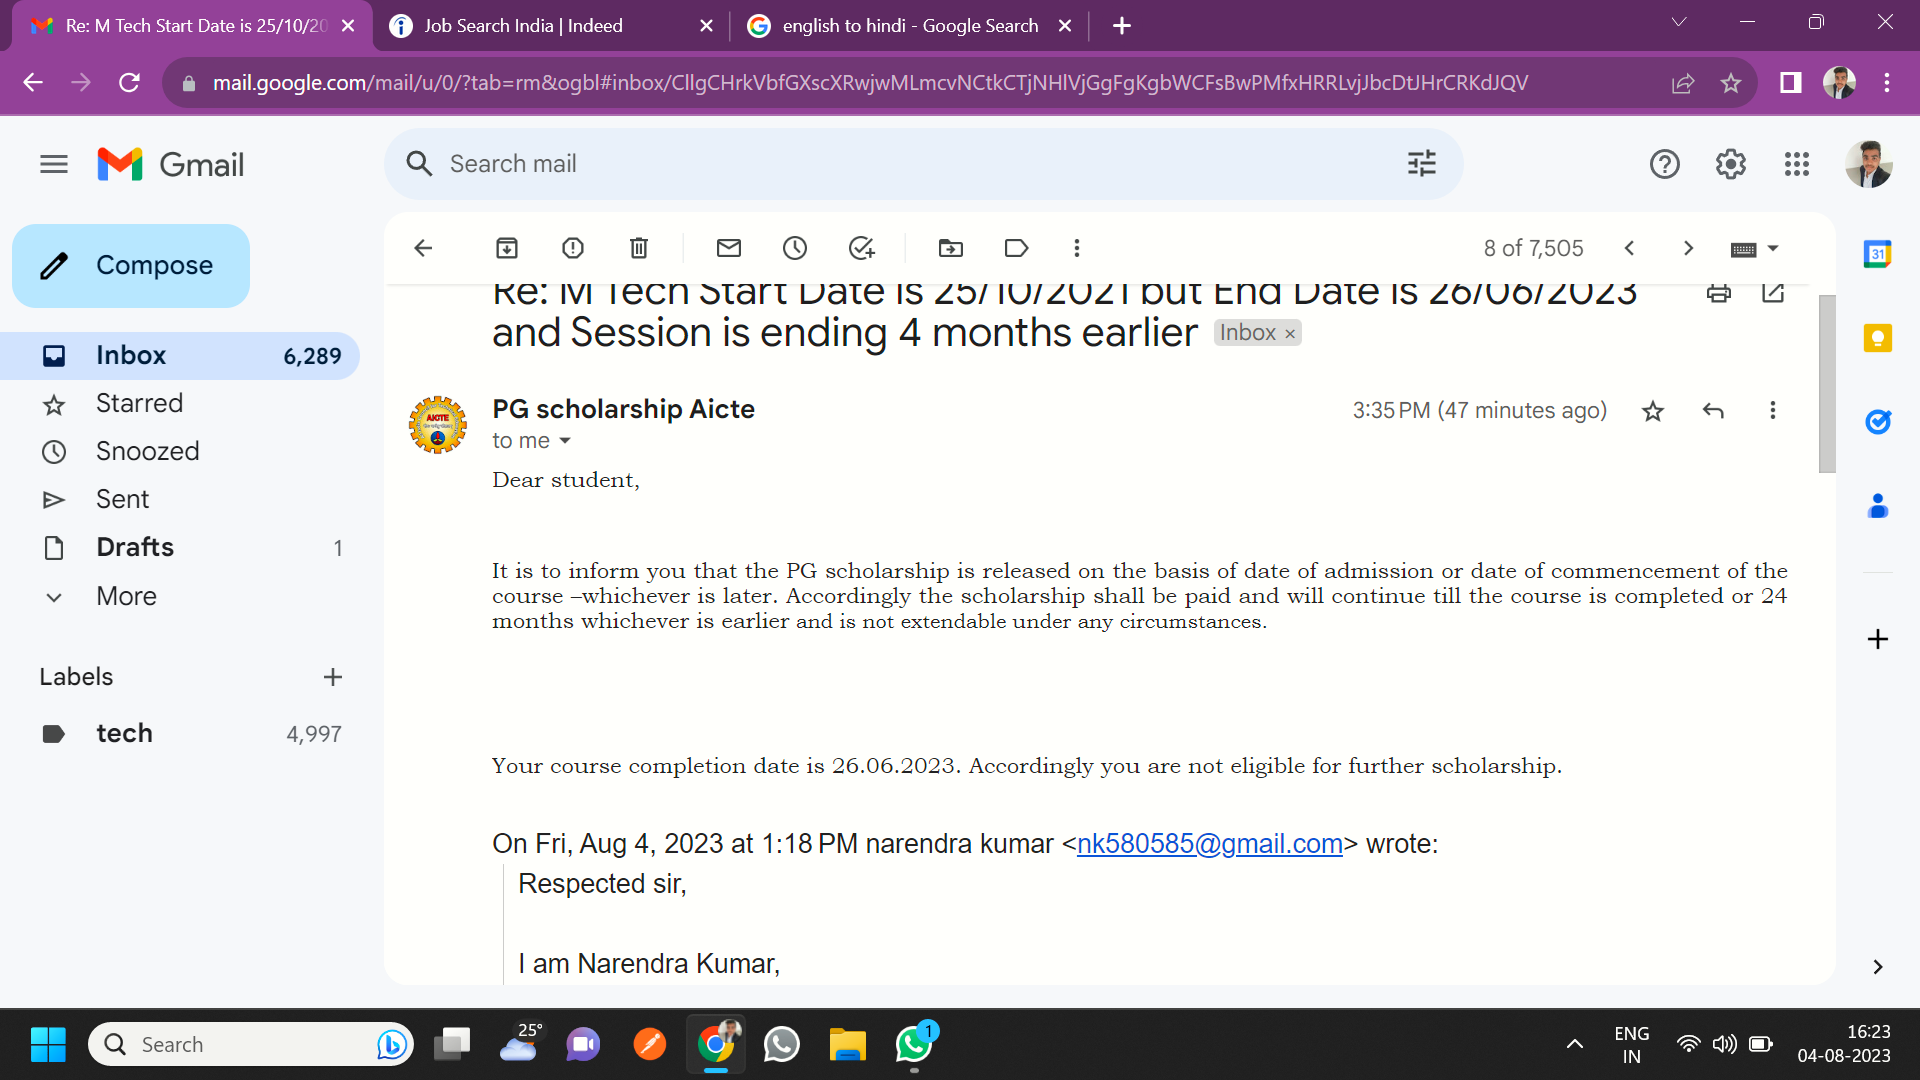 Re: M Tech Start Date is 25/10/20
Job Search India | Indeed
english to hindi - Google Search
mail.google.com/mail/u/0/?tab=rm&ogbl#inbox/CllgCHrkVbfGXscXRwjwMLmcvNCtkCTjNHlVjGgFgKgbWCFsBwPMfxHRRLvjJbcDtJHrCRKdJQV
Gmail
Search mail
Compose
8 of 7,505
31
Re: M Tech Start Date is 25/10/2021 but End Date is 26/06/2023
and Session is ending 4 months earlier Inbox ×
Inbox 6,289
Starred
Snoozed
Sent
Drafts 1
More
Labels
tech 4,997
AICTE
PG scholarship Aicte
3:35 PM (47 minutes ago)
to me
Dear student,
It is to inform you that the PG scholarship is released on the basis of date of admission or date of commencement of the
course –whichever is later. Accordingly the scholarship shall be paid and will continue till the course is completed or 24
months whichever is earlier and is not extendable under any circumstances.
Your course completion date is 26.06.2023. Accordingly you are not eligible for further scholarship.
On Fri, Aug 4, 2023 at 1:18 PM narendra kumar <nk580585@gmail.com> wrote:
Respected sir,
I am Narendra Kumar,
Search
25°
1
ENG
IN
16:23
04-08-2023